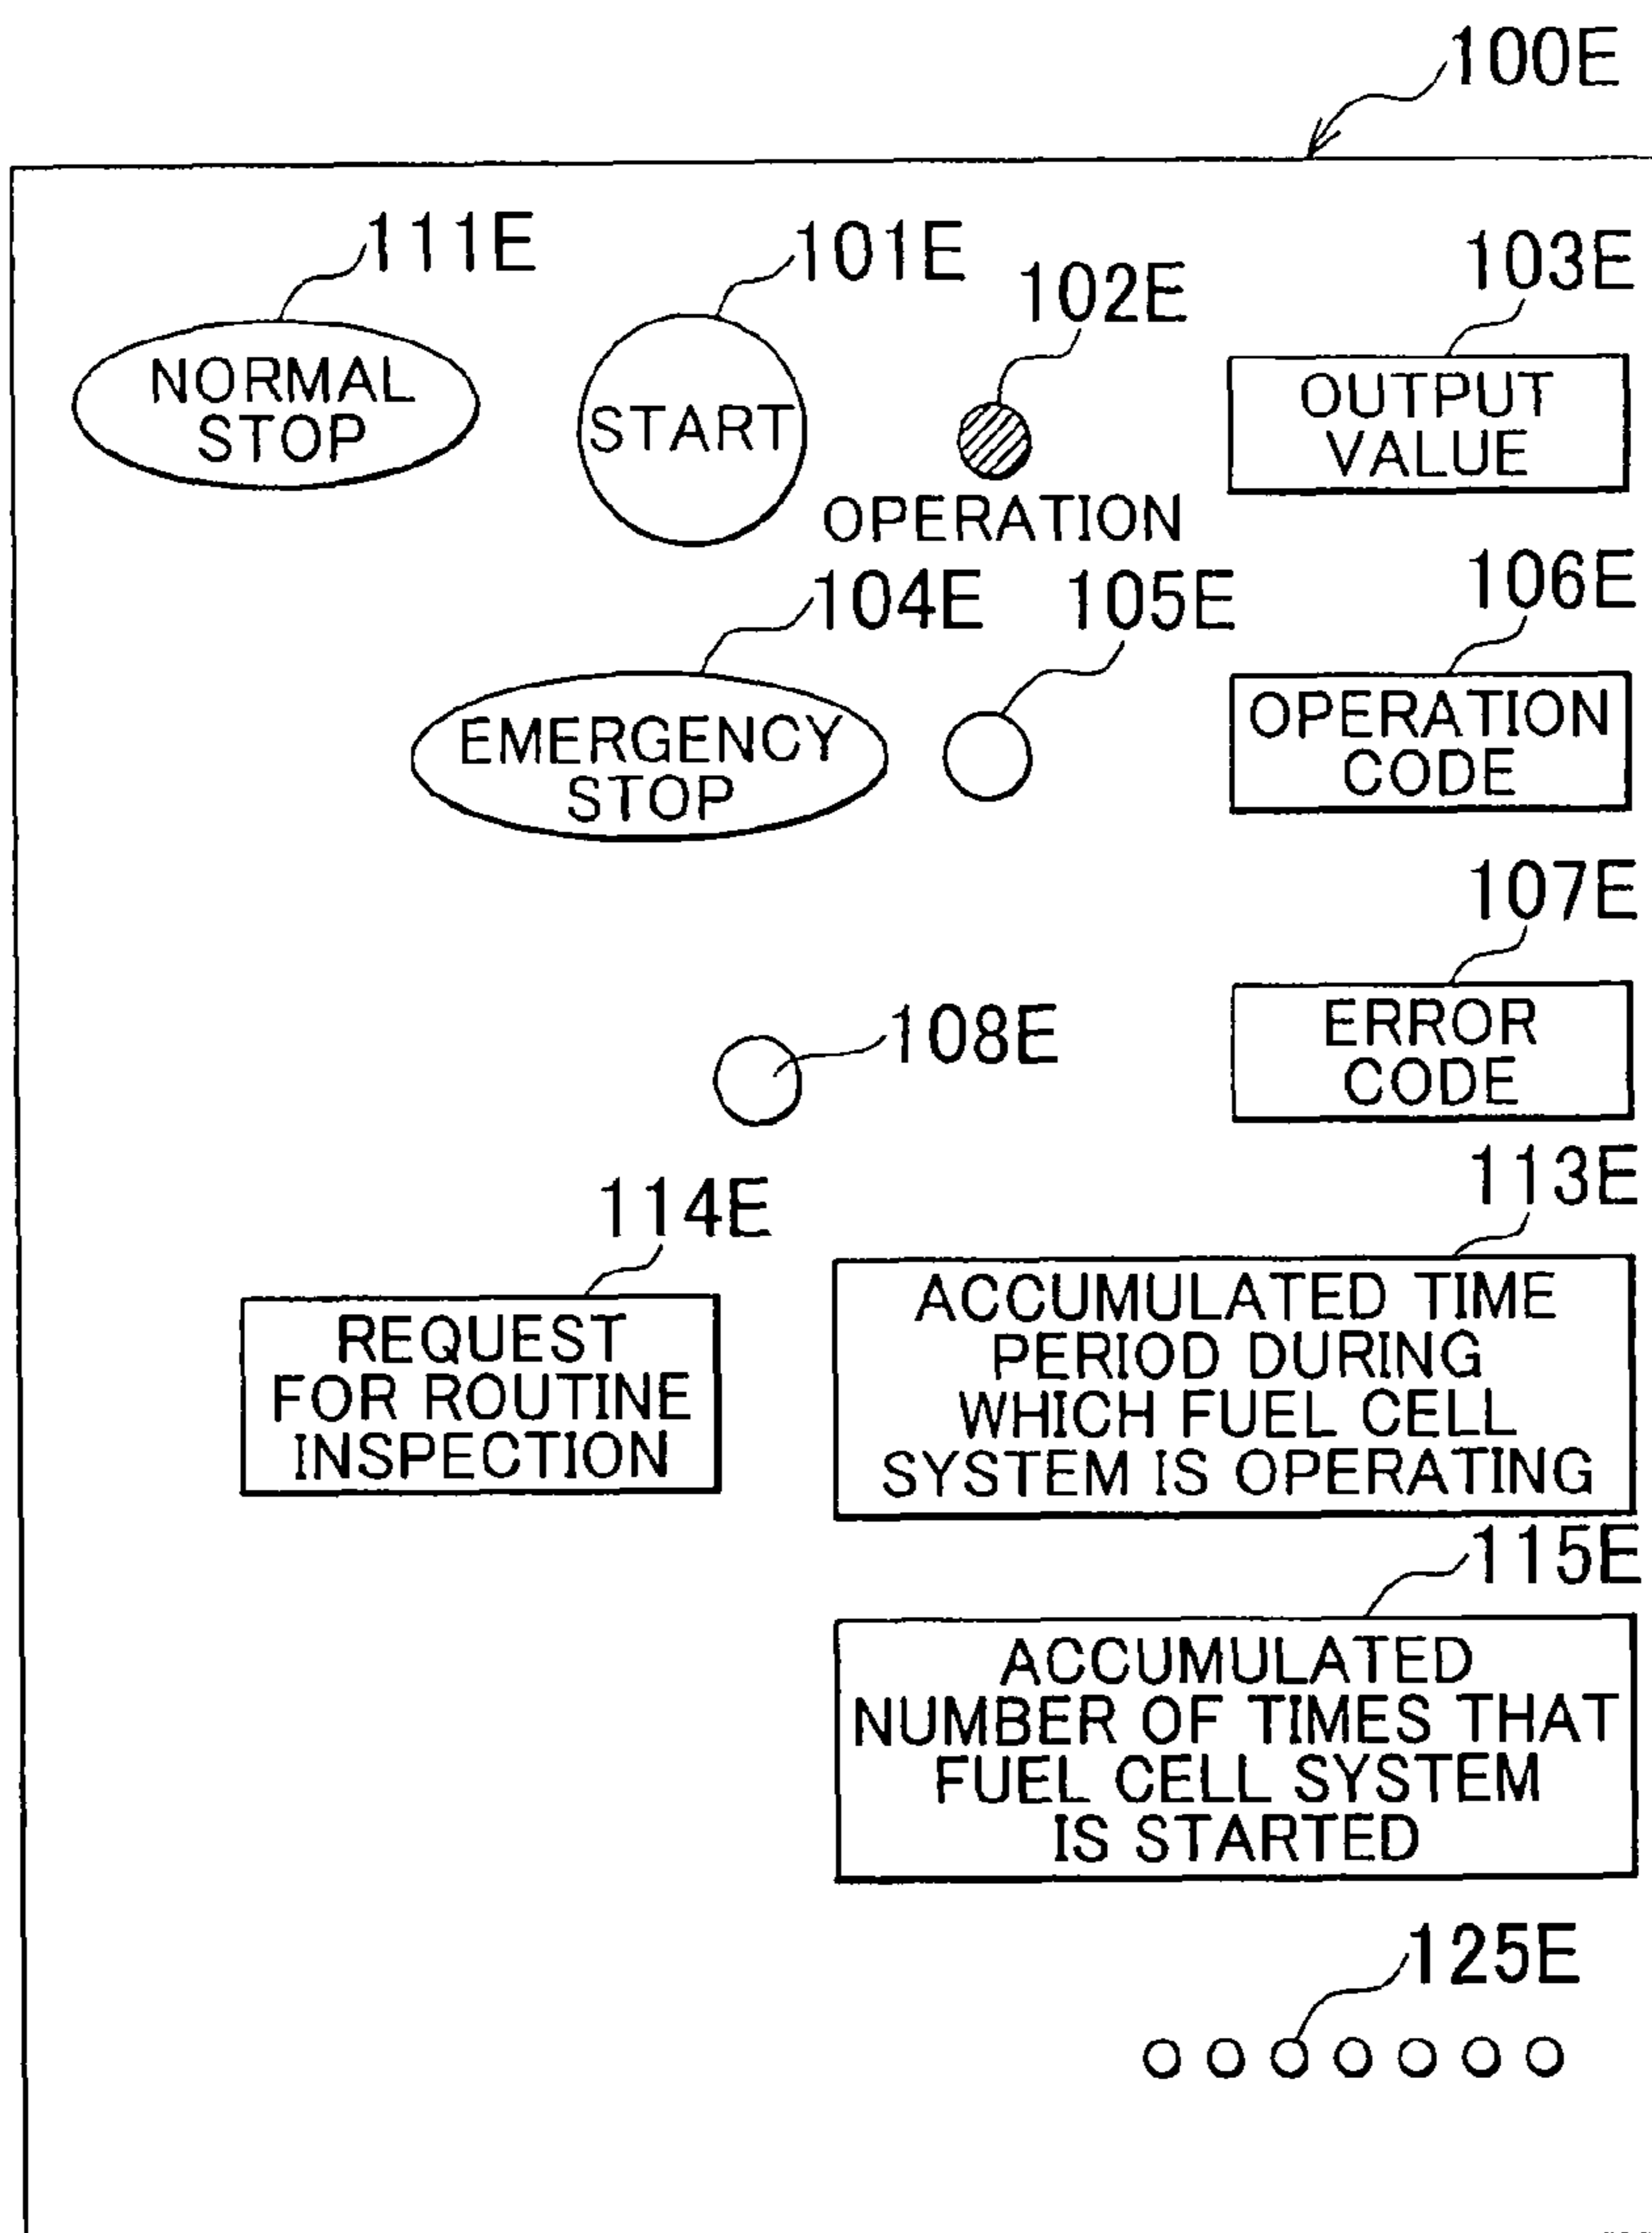 100E
111E
101E
102E
103E
NORMAL
STOP
START
OPERATION
OUTPUT
VALUE
104E
105E
106E
EMERGENCY
STOP
OPERATION
CODE
107E
108E
ERROR
CODE
114E
113E
REQUEST
FOR ROUTINE
INSPECTION
ACCUMULATED TIME
PERIOD DURING
WHICH FUEL CELL
SYSTEM IS OPERATING
115E
ACCUMULATED
NUMBER OF TIMES THAT
FUEL CELL SYSTEM
IS STARTED
125E